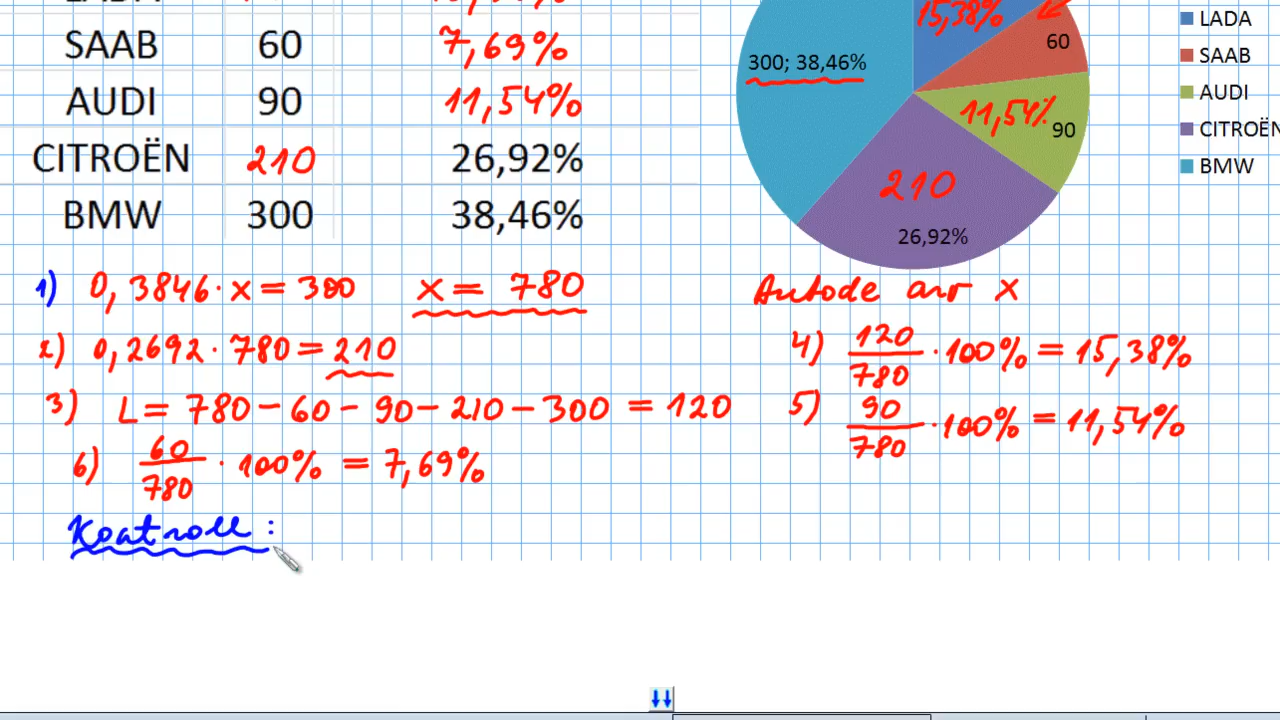 SAAB 60 7,69%
AUDI 90 11,54%
CITROËN 210 26,92%
BMW 300 38,46%
15,38%
60
300; 38,46%
11,54%
90
210
26,92%
LADA
SAAB
AUDI
CITROËN
BMW
1) 0,3846·x=300 x= 780
Autode arv x
2) 0,2692·780=210
4) 120/780 ·100%=15,38%
3) L=780-60-90-210-300=120
5) 90/780 ·100%=11,54%
6) 60/780 ·100%=7,69%
Kontroll: